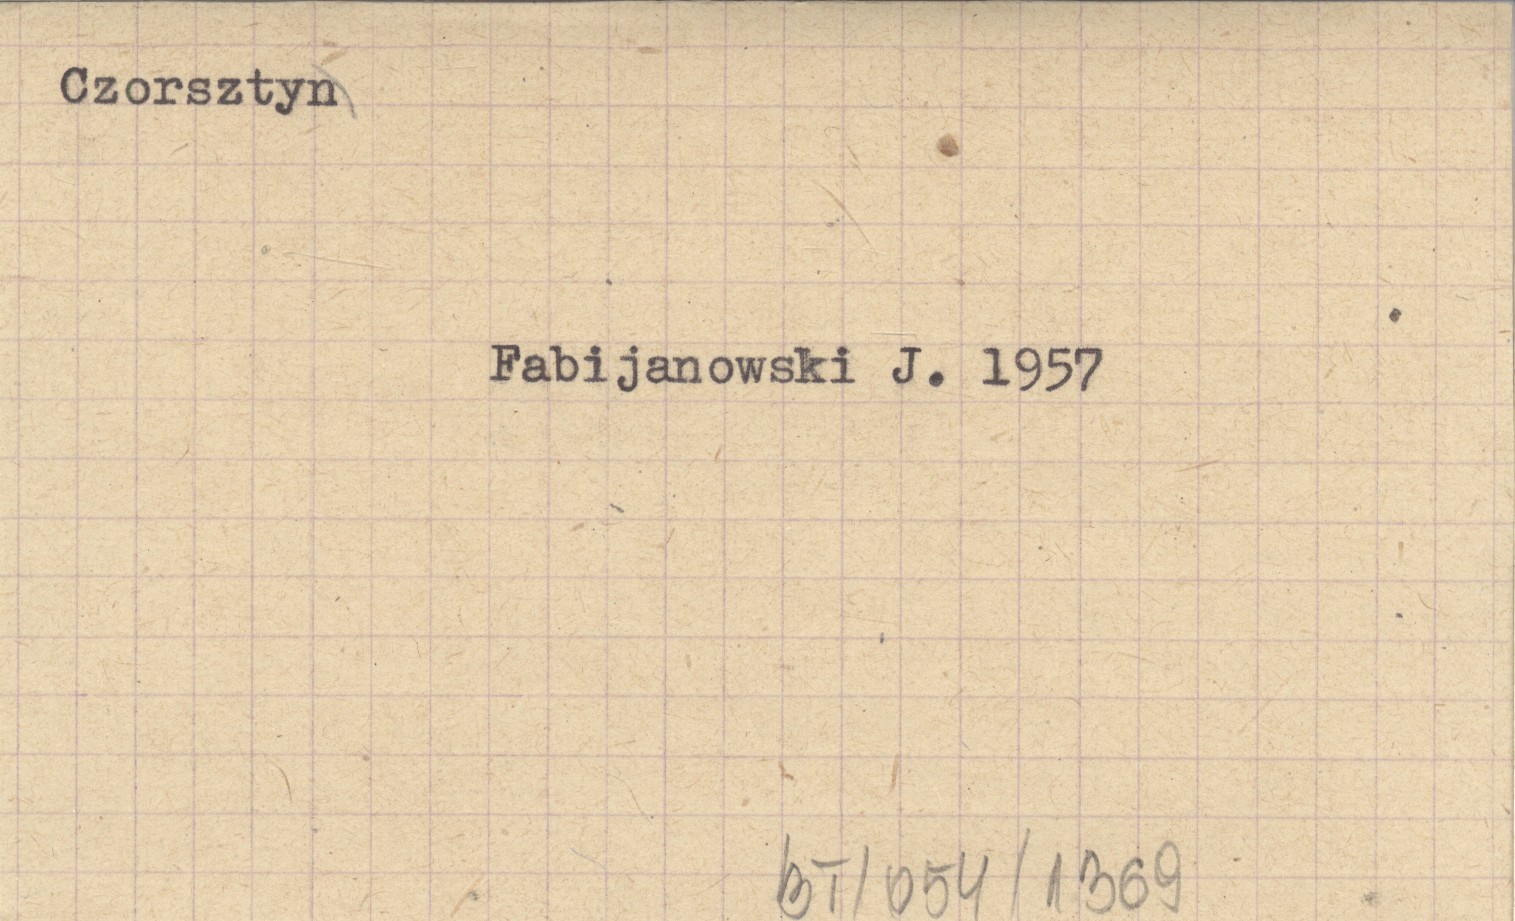 Czorsztyn
Fabijanowski J. 1957
BT/054/1369